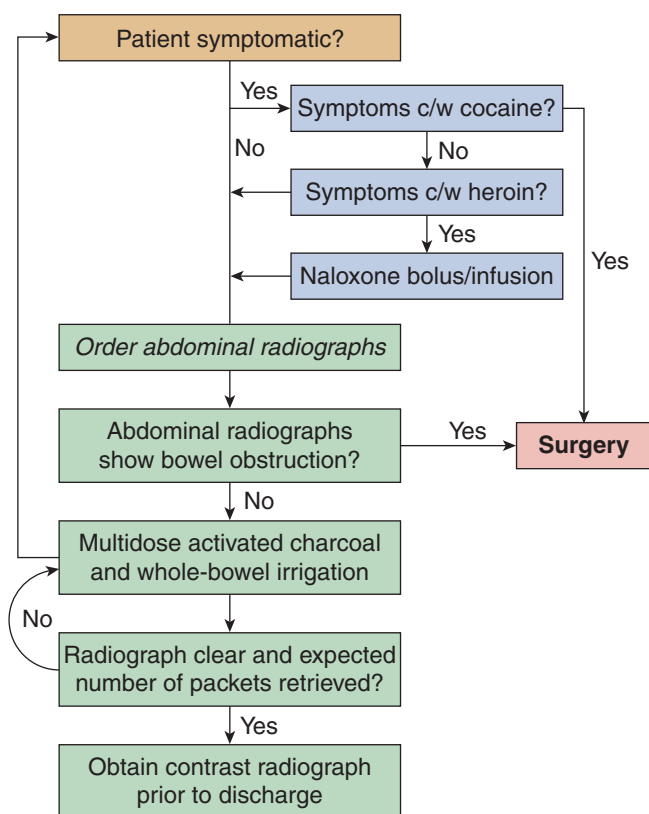 Patient symptomatic?
Yes
Symptoms c/w cocaine?
No
No
Symptoms c/w heroin?
Yes
Yes
Naloxone bolus/infusion
Order abdominal radiographs
Abdominal radiographs
show bowel obstruction?
Yes
Surgery
No
Multidose activated charcoal
and whole-bowel irrigation
No
Radiograph clear and expected
number of packets retrieved?
Yes
Obtain contrast radiograph
prior to discharge